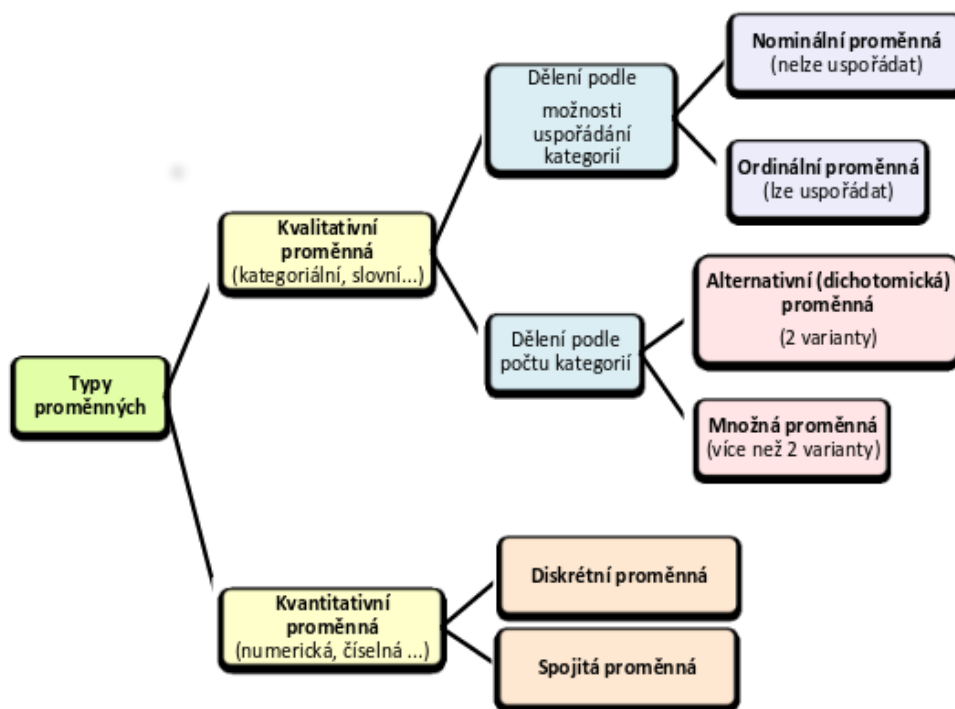 Typy
proměnných
Kvalitativní
proměnná
(kategoriální, slovní...)
Dělení podle
možnosti
uspořádání
kategorií
Nominální proměnná
(nelze uspořádat)
Ordinální proměnná
(lze uspořádat)
Dělení podle
počtu kategorií
Alternativní (dichotomická)
proměnná
(2 varianty)
Množná proměnná
(více než 2 varianty)
Kvantitativní
proměnná
(numerická, číselná ...)
Diskrétní proměnná
Spojitá proměnná